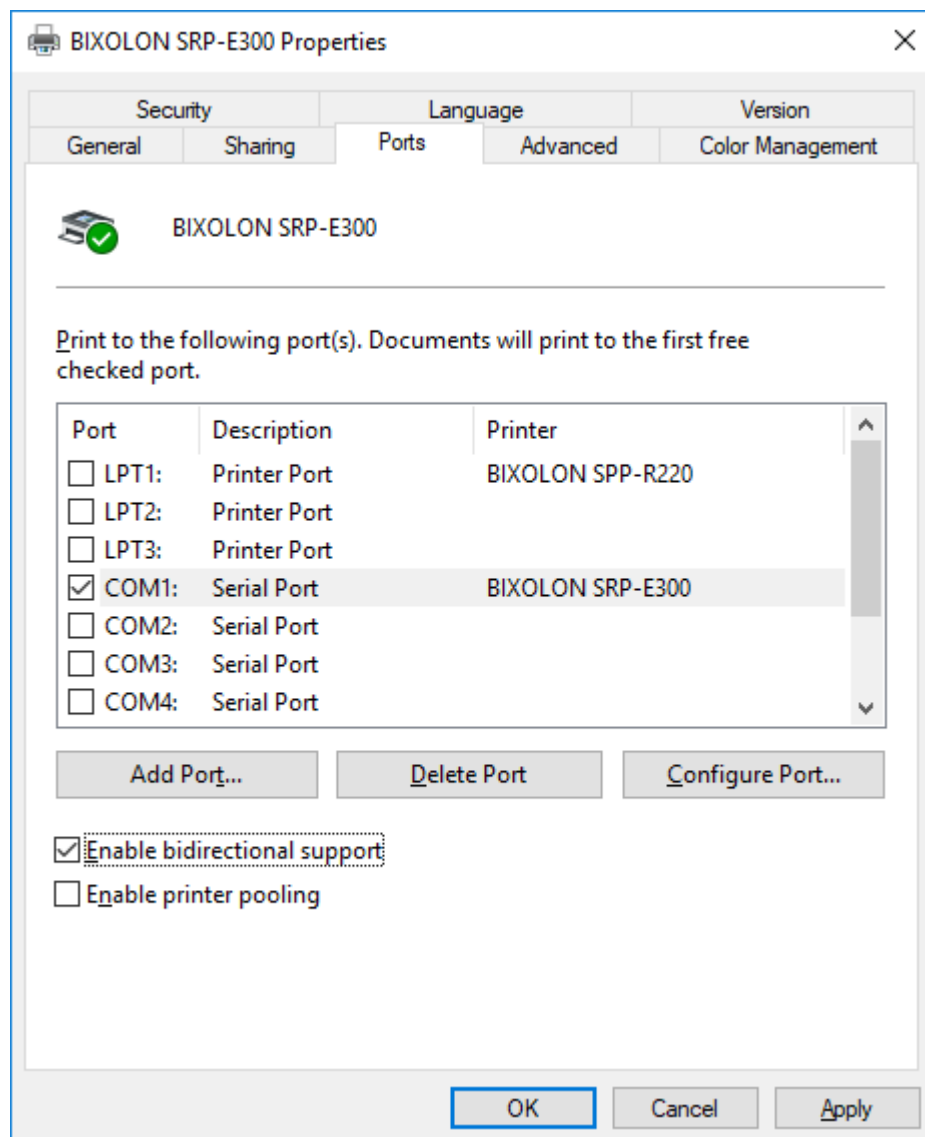 BIXOLON SRP-E300 Properties
Security Language Version
General Sharing Ports Advanced Color Management
BIXOLON SRP-E300
Print to the following port(s). Documents will print to the first free
checked port.
Port Description Printer
LPT1: Printer Port BIXOLON SPP-R220
LPT2: Printer Port
LPT3: Printer Port
COM1: Serial Port BIXOLON SRP-E300
COM2: Serial Port
COM3: Serial Port
COM4: Serial Port
Add Port... Delete Port Configure Port...
Enable bidirectional support
Enable printer pooling
OK Cancel Apply